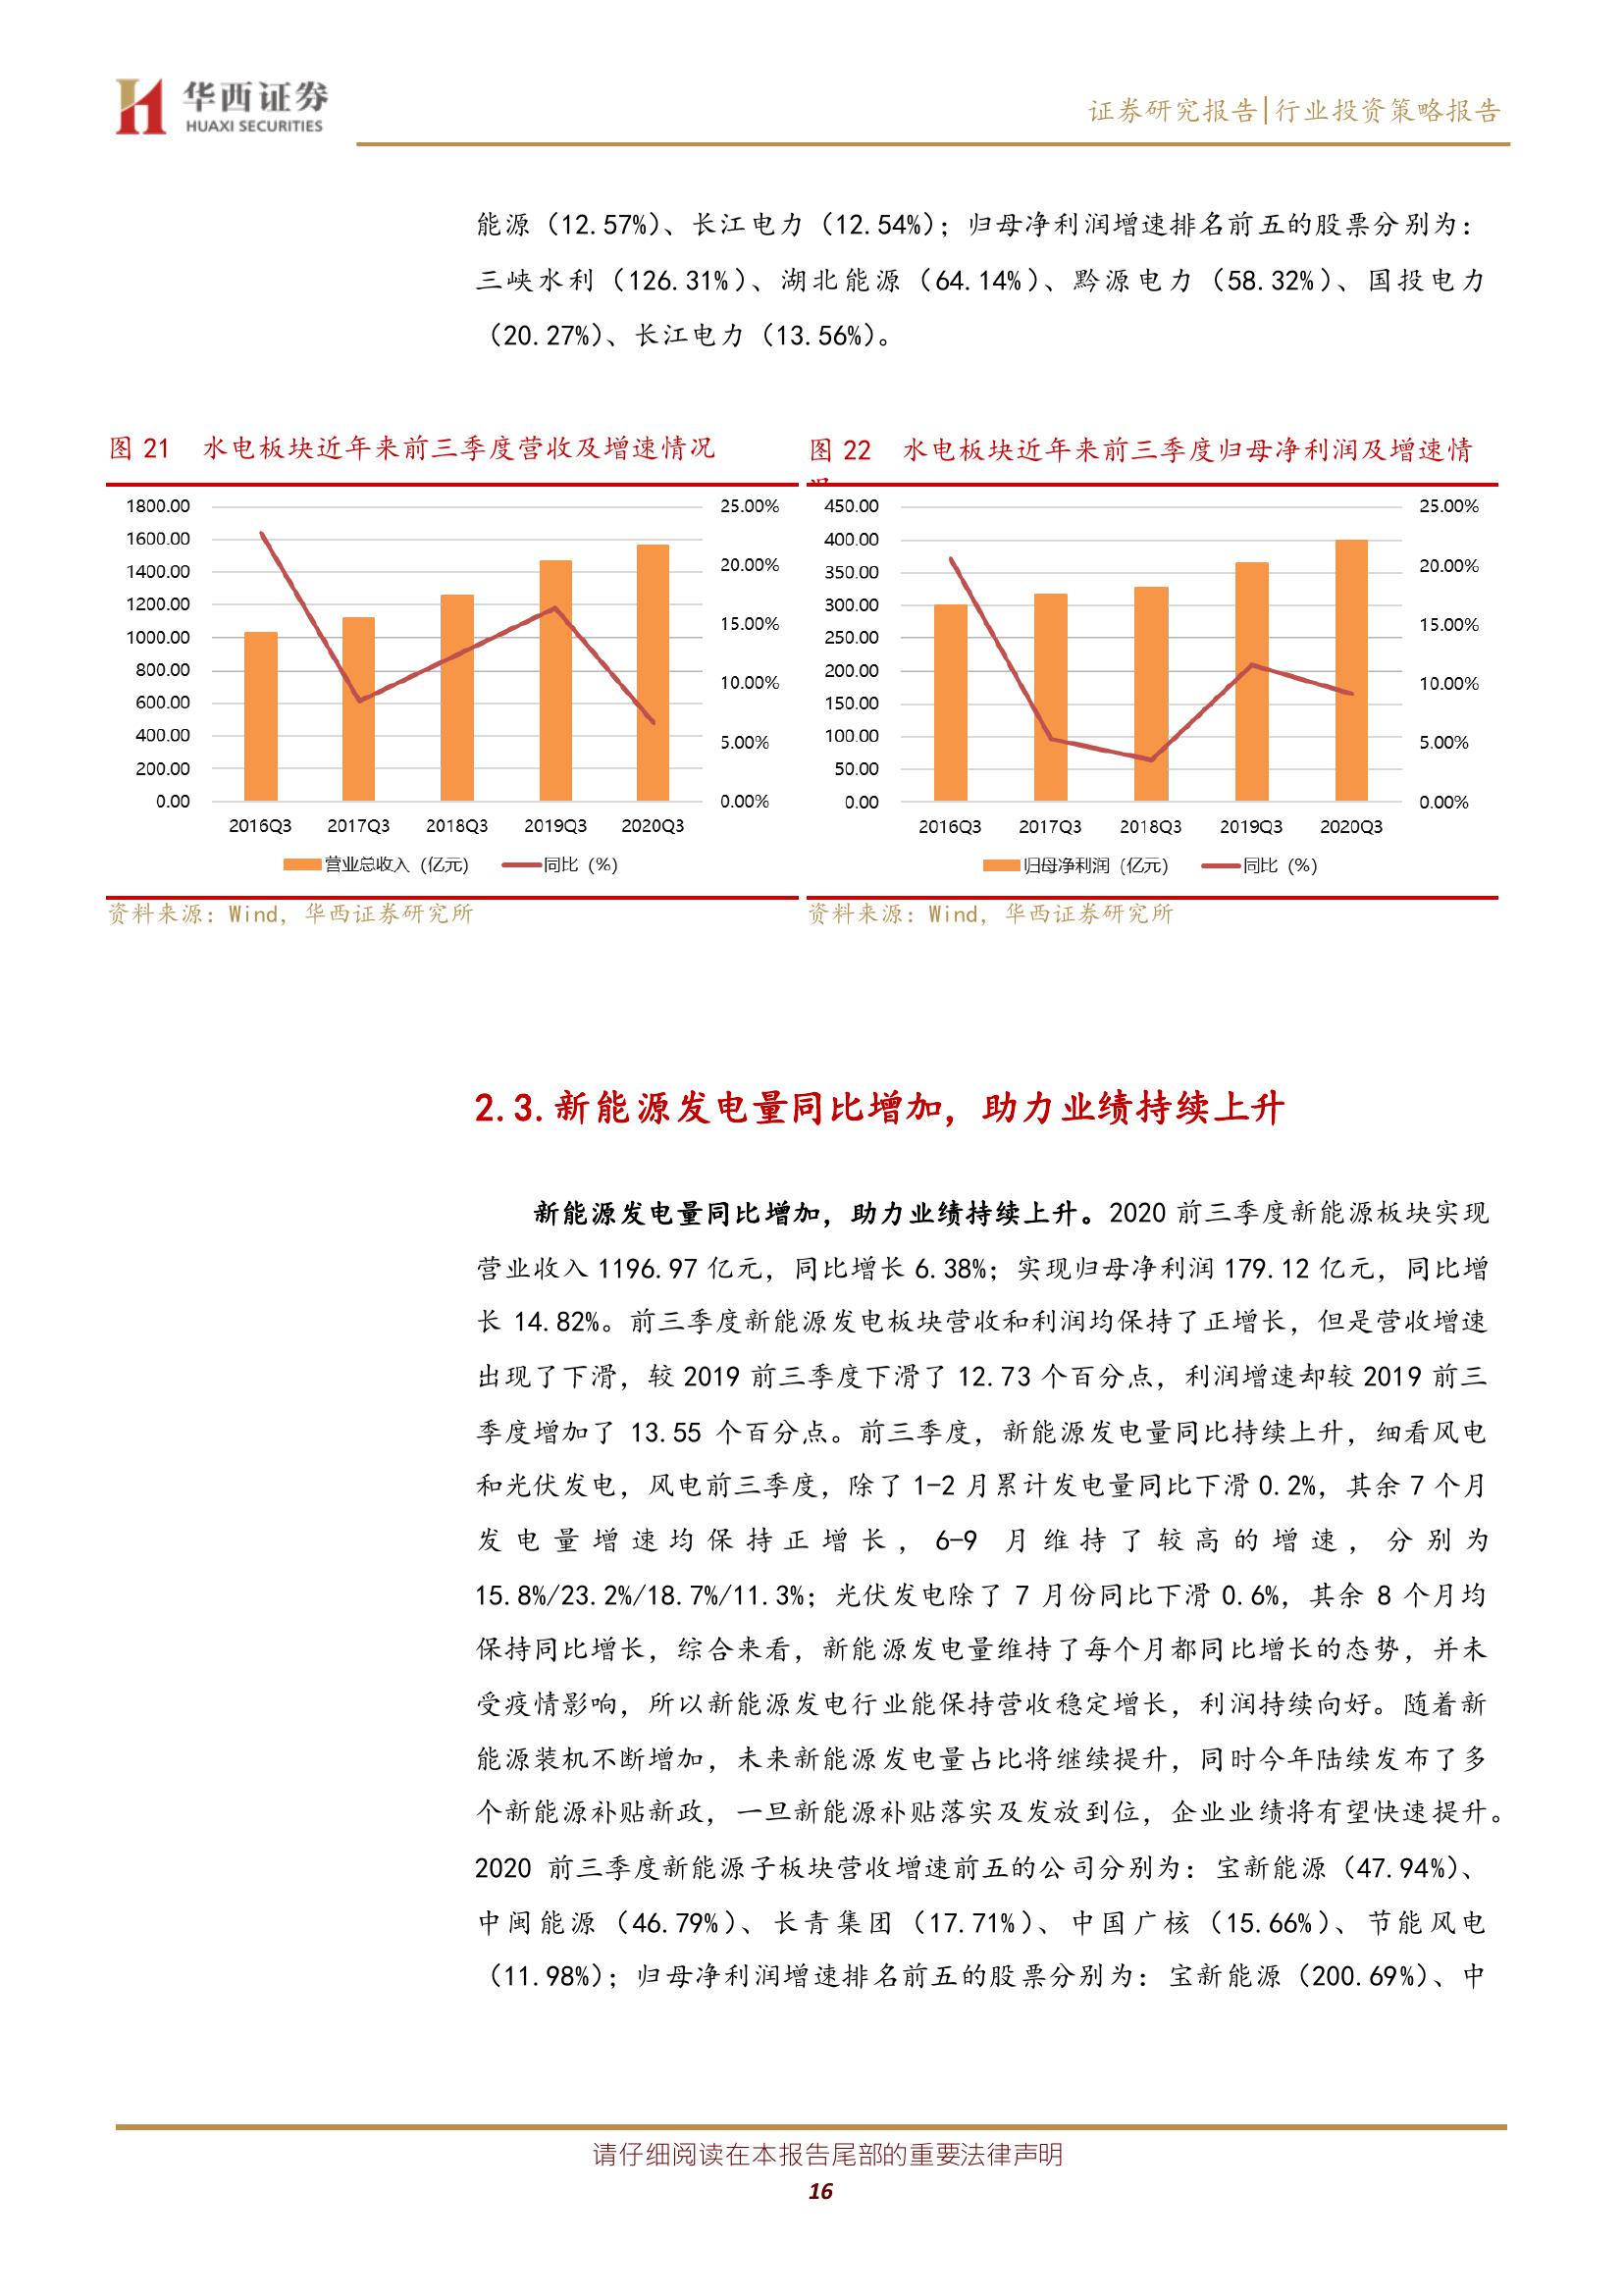 华西证券
HUAXI SECURITIES
证券研究报告|行业投资策略报告
能源（12.57%）、长江电力（12.54%）；归母净利润增速排名前五的股票分别为：
三峡水利（126.31%）、湖北能源（64.14%）、黔源电力（58.32%）、国投电力
（20.27%）、长江电力（13.56%）。
图 21 水电板块近年来前三季度营收及增速情况
1800.00
1600.00
1400.00
1200.00
1000.00
800.00
600.00
400.00
200.00
0.00
25.00%
20.00%
15.00%
10.00%
5.00%
0.00%
2016Q3 2017Q3 2018Q3 2019Q3 2020Q3
营业总收入（亿元） 同比（%）
资料来源：Wind，华西证券研究所
图 22 水电板块近年来前三季度归母净利润及增速情
450.00
400.00
350.00
300.00
250.00
200.00
150.00
100.00
50.00
0.00
25.00%
20.00%
15.00%
10.00%
5.00%
0.00%
2016Q3 2017Q3 2018Q3 2019Q3 2020Q3
归母净利润（亿元） 同比（%）
资料来源：Wind，华西证券研究所
2.3.新能源发电量同比增加，助力业绩持续上升
新能源发电量同比增加，助力业绩持续上升。2020 前三季度新能源板块实现
营业收入 1196.97 亿元，同比增长 6.38%；实现归母净利润 179.12 亿元，同比增
长 14.82%。前三季度新能源发电板块营收和利润均保持了正增长，但是营收增速
出现了下滑，较 2019 前三季度下滑了 12.73 个百分点，利润增速却较 2019 前三
季度增加了 13.55 个百分点。前三季度，新能源发电量同比持续上升，细看风电
和光伏发电，风电前三季度，除了 1-2 月累计发电量同比下滑 0.2%，其余 7 个月
发电量增速均保持正增长，6-9 月维持了较高的增速，分别为
15.8%/23.2%/18.7%/11.3%；光伏发电除了 7 月份同比下滑 0.6%，其余 8 个月均
保持同比增长，综合来看，新能源发电量维持了每个月都同比增长的态势，并未
受疫情影响，所以新能源发电行业能保持营收稳定增长，利润持续向好。随着新
能源装机不断增加，未来新能源发电量占比将继续提升，同时今年陆续发布了多
个新能源补贴新政，一旦新能源补贴落实及发放到位，企业业绩将有望快速提升。
2020 前三季度新能源子板块营收增速前五的公司分别为：宝新能源（47.94%）、
中闽能源（46.79%）、长青集团（17.71%）、中国广核（15.66%）、节能风电
（11.98%）；归母净利润增速排名前五的股票分别为：宝新能源（200.69%）、中
请仔细阅读在本报告尾部的重要法律声明
16